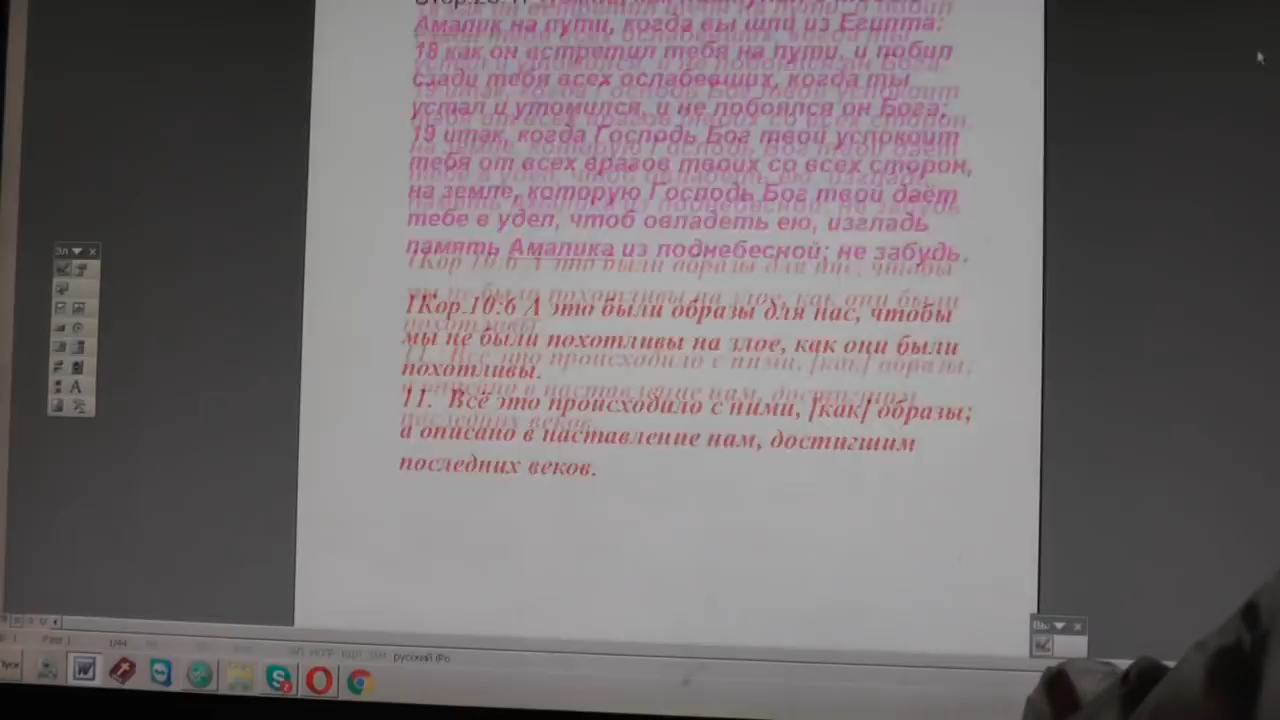 Амалик на пути, когда вы шли из Египта:
18 как он встретил тебя на пути, и побил
сзади тебя всех ослабевших, когда ты
устал и утомился, и не побоялся он Бога;
19 итак, когда Господь Бог твой успокоит
тебя от всех врагов твоих со всех сторон,
на земле, которую Господь Бог твой даёт
тебе в удел, чтоб овладеть ею, изгладь
память Амалика из поднебесной; не забудь.
1Кор.10:6 А это были образы для нас, чтобы
мы не были похотливы на злое, как они были
похотливы.
11. Всё это происходило с ними, [как] образы;
а описано в наставление нам, достигшим
последних веков.
Эл
Вы
1/44
русский (Ро